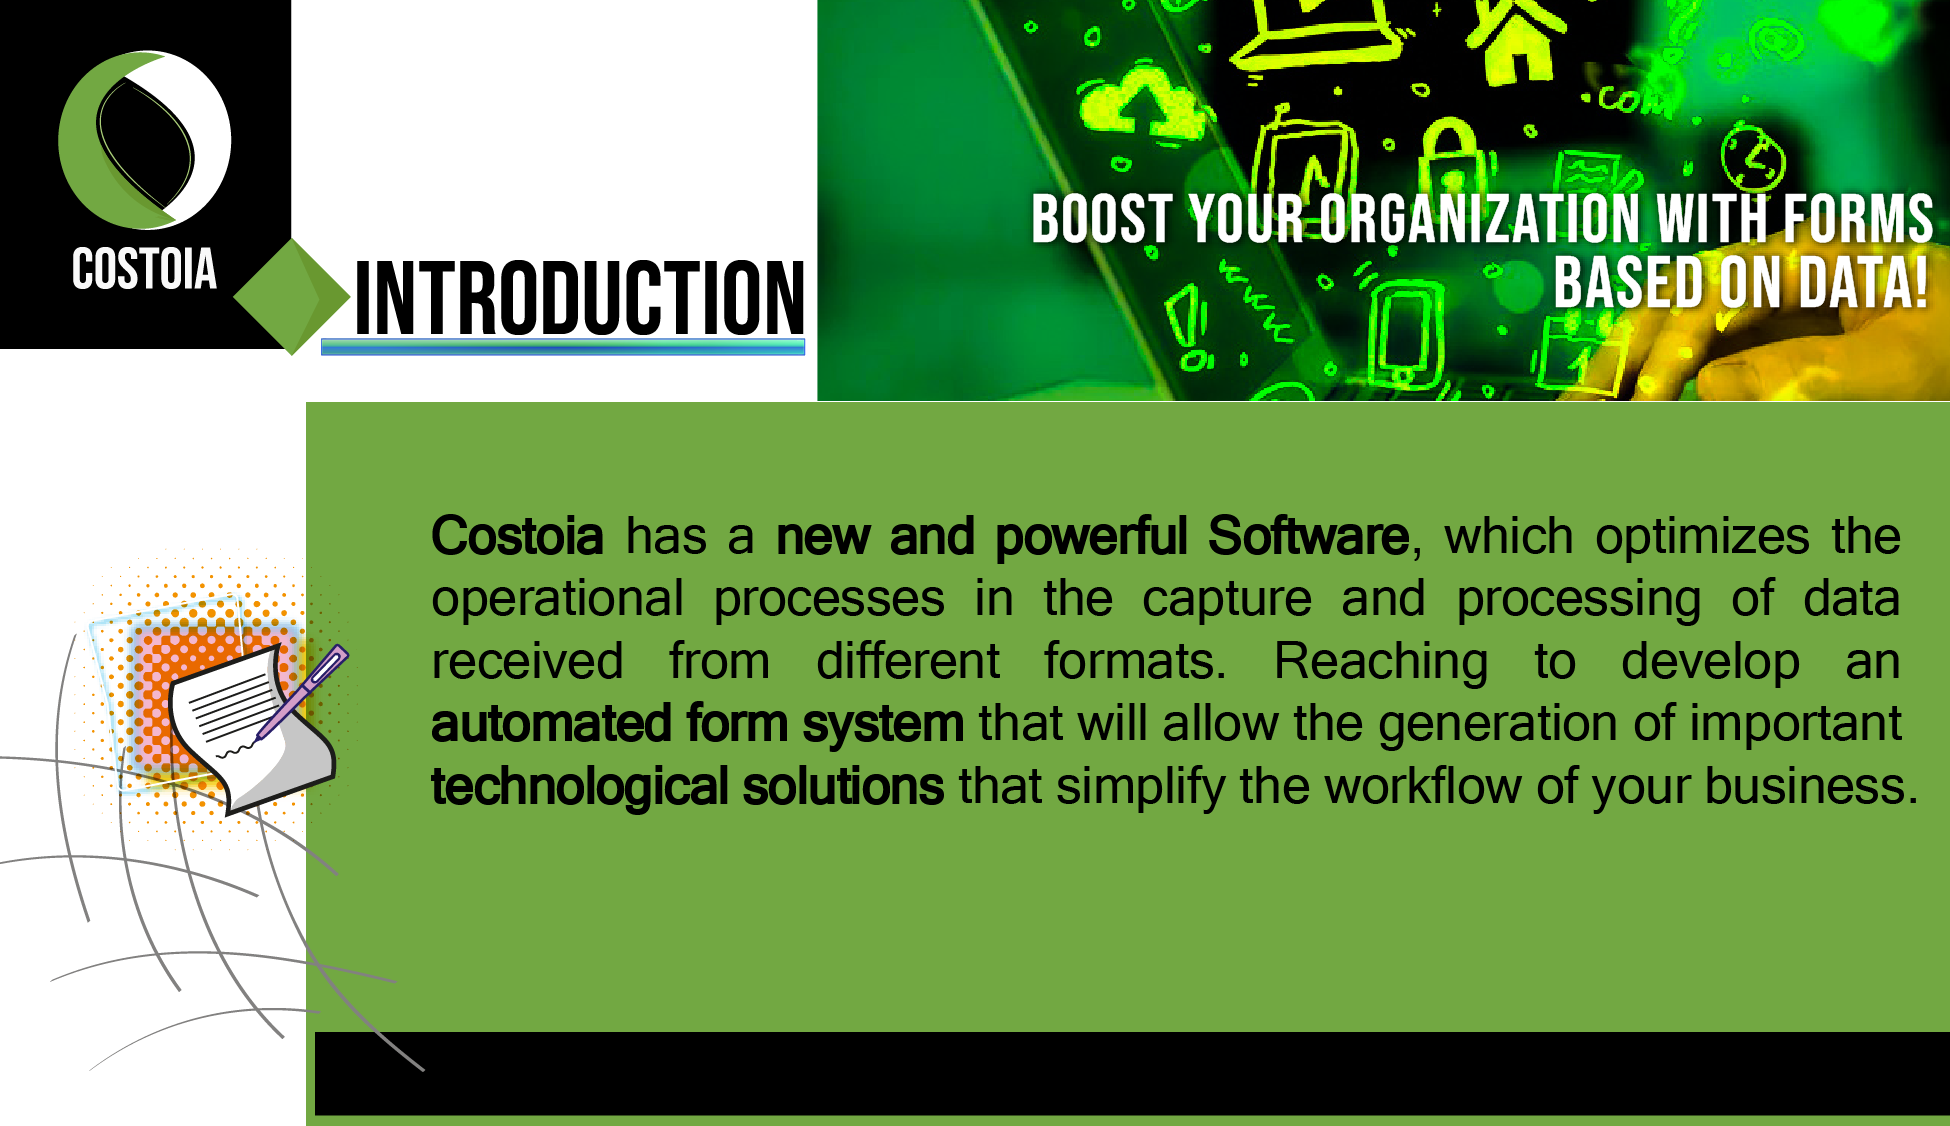 COSTOIA
INTRODUCTION
.COM
BOOST YOUR ORGANIZATION WITH FORMS
BASED ON DATA!
Costoia has a new and powerful Software, which optimizes the
operational processes in the capture and processing of data
received from different formats. Reaching to develop an
automated form system that will allow the generation of important
technological solutions that simplify the workflow of your business.